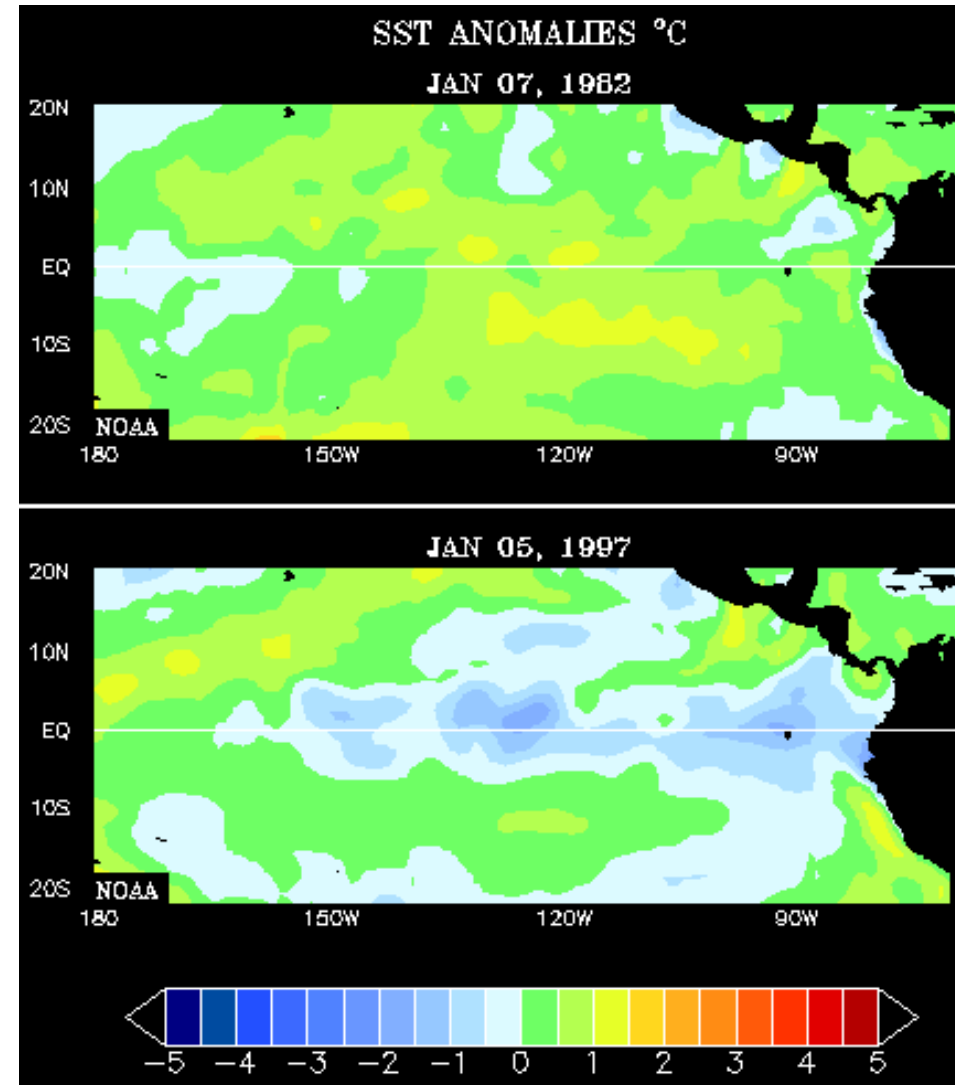 SST ANOMALIES °C
JAN 07, 1982
20N
10N
EQ
10S
20S
NOAA
180 150W 120W 90W
JAN 05, 1997
20N
10N
EQ
10S
20S
NOAA
180 150W 120W 90W
-5 -4 -3 -2 -1 0 1 2 3 4 5